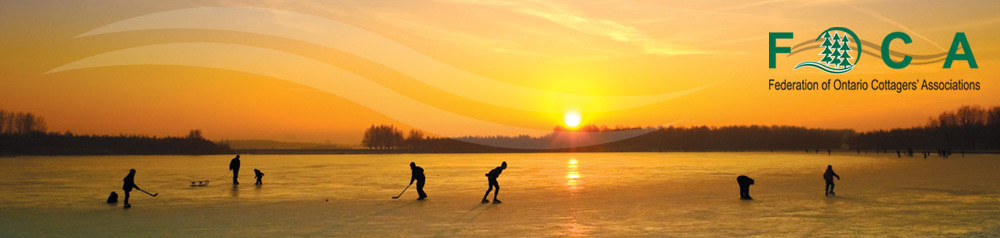 FOCA
Federation of Ontario Cottagers' Associations